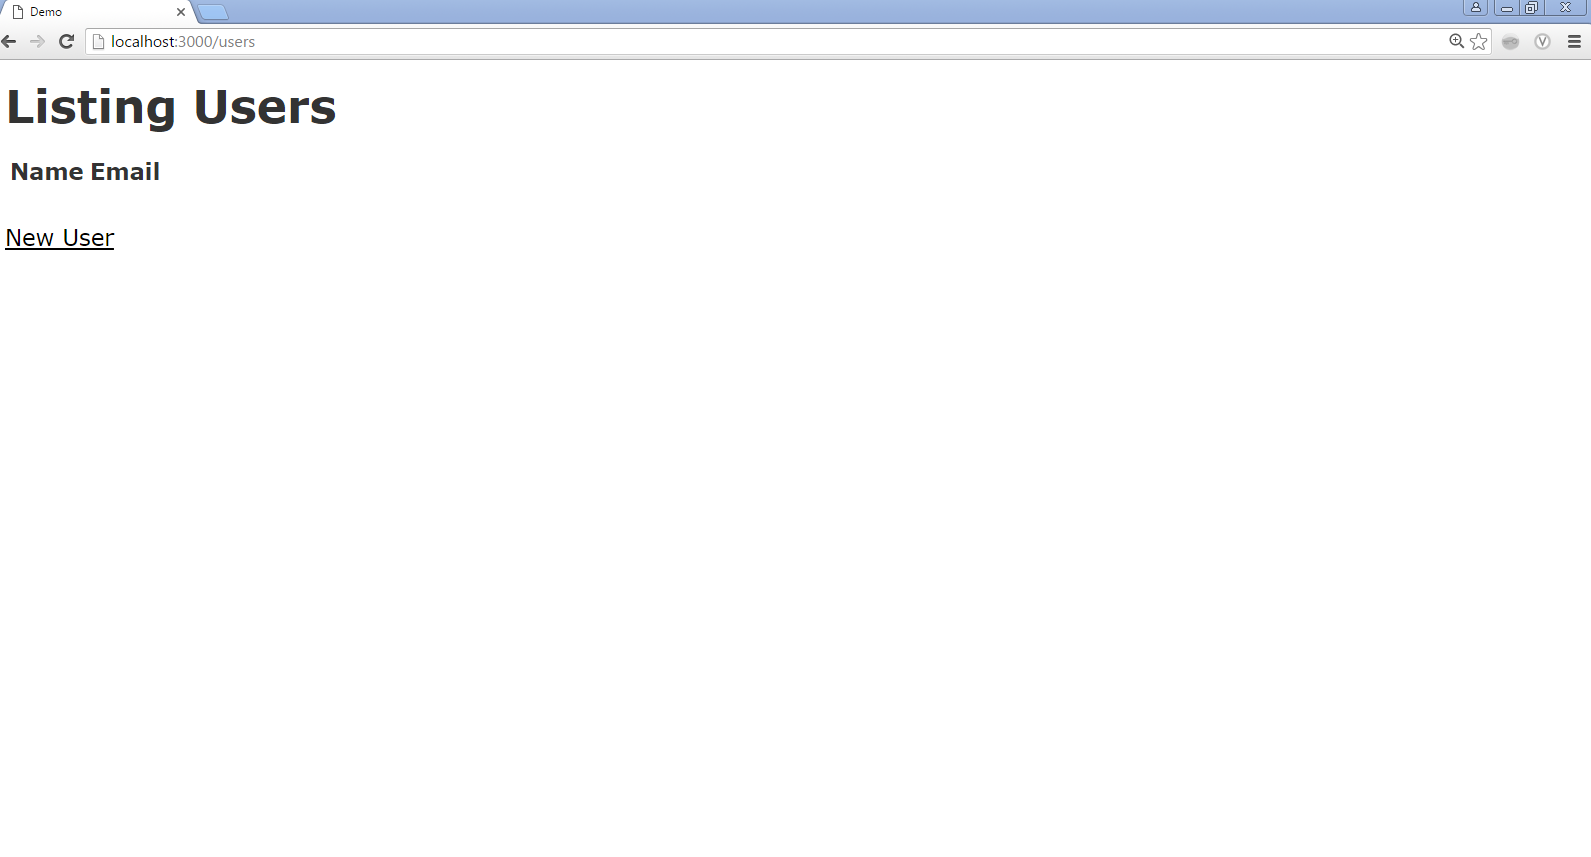 Demo
localhost:3000/users
V
Listing Users
Name Email
New User